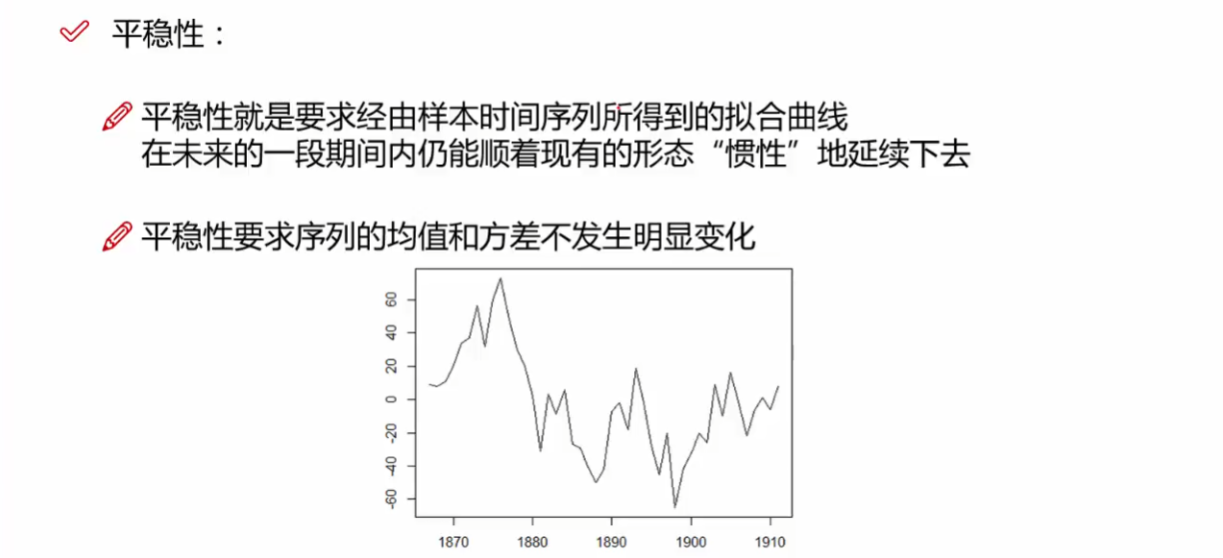 平稳性：
平稳性就是要求经由样本时间序列所得到的拟合曲线
在未来的一段期间内仍能顺着现有的形态“惯性”地延续下去
平稳性要求序列的均值和方差不发生明显变化
60
40
20
0
-20
-40
-60
1870 1880 1890 1900 1910